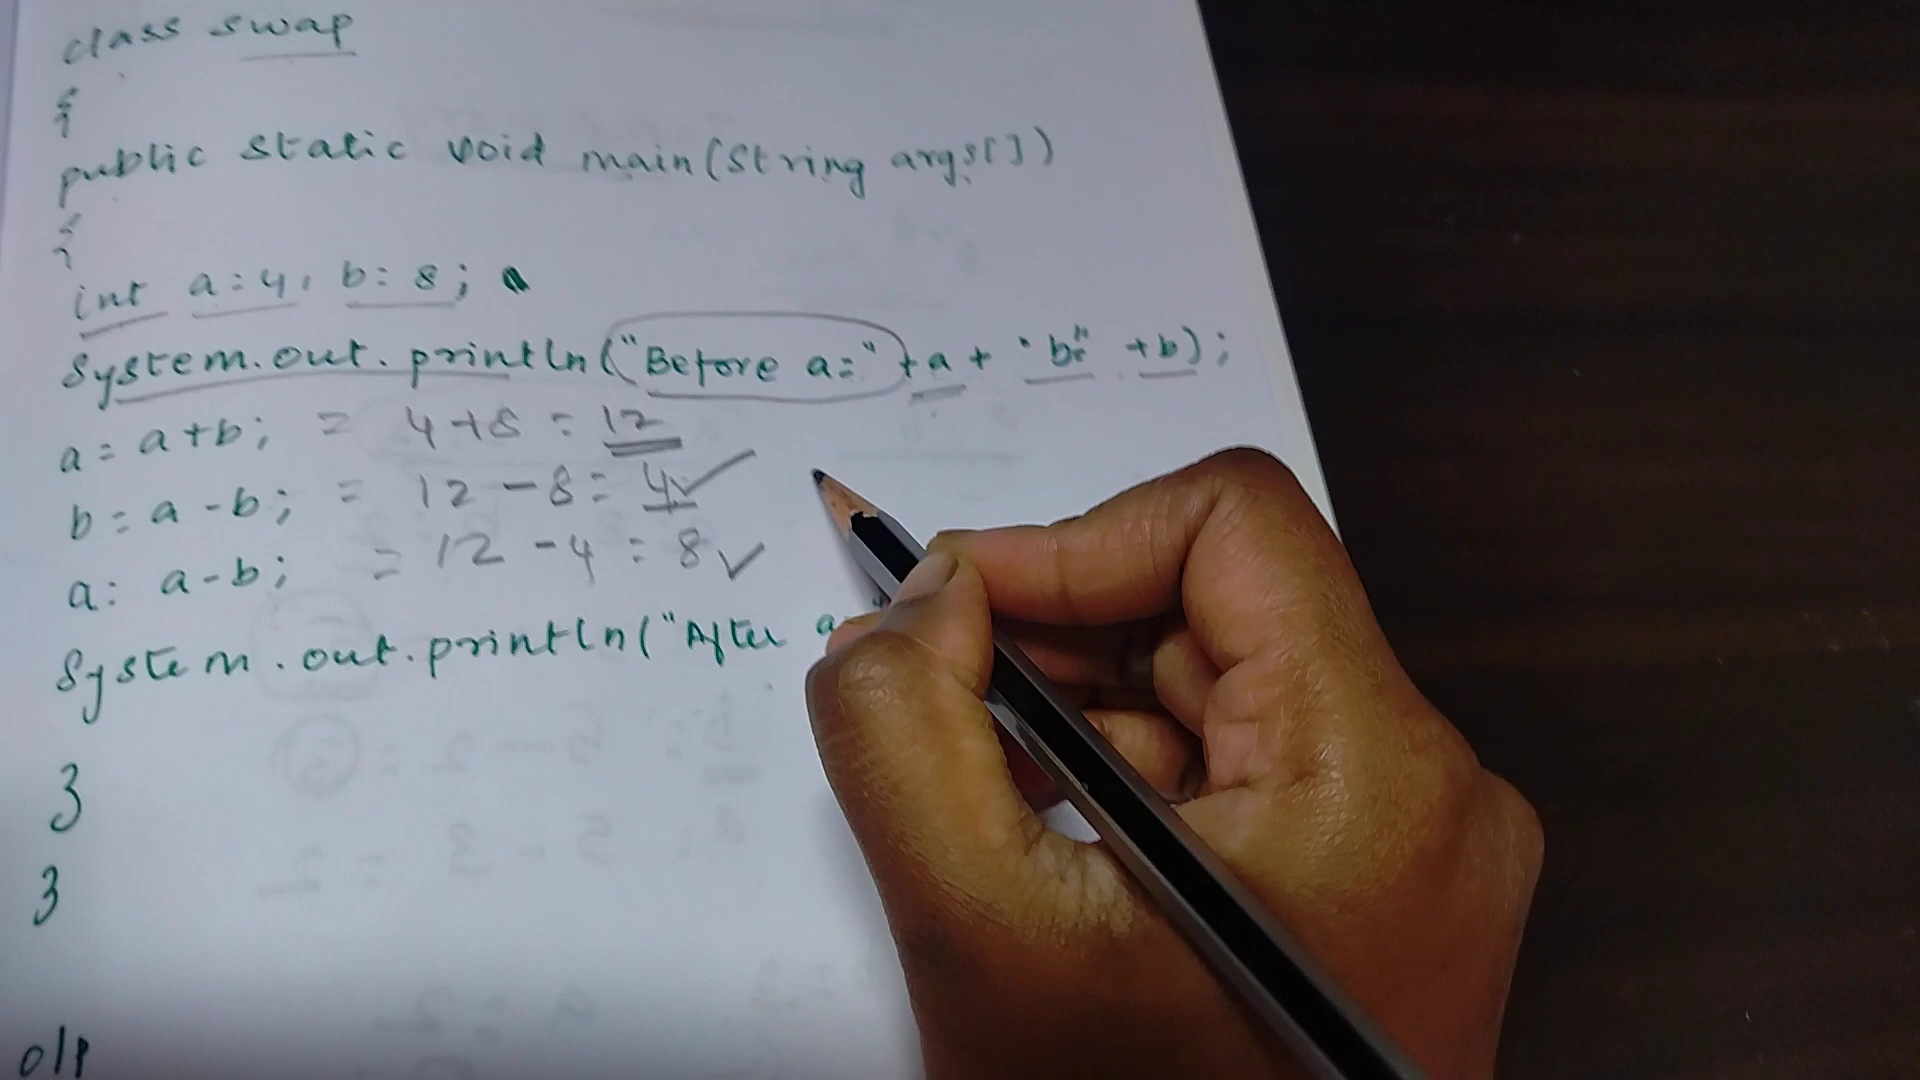 class swap
{
public static void main(String args[])
{
int a=4, b=8;
System.out.println("Before a="+a+"b="+b);
a=a+b; = 4+8=12
b=a-b; = 12-8=4
a=a-b; = 12-4=8
System.out.println("After a="
}
}
o/p